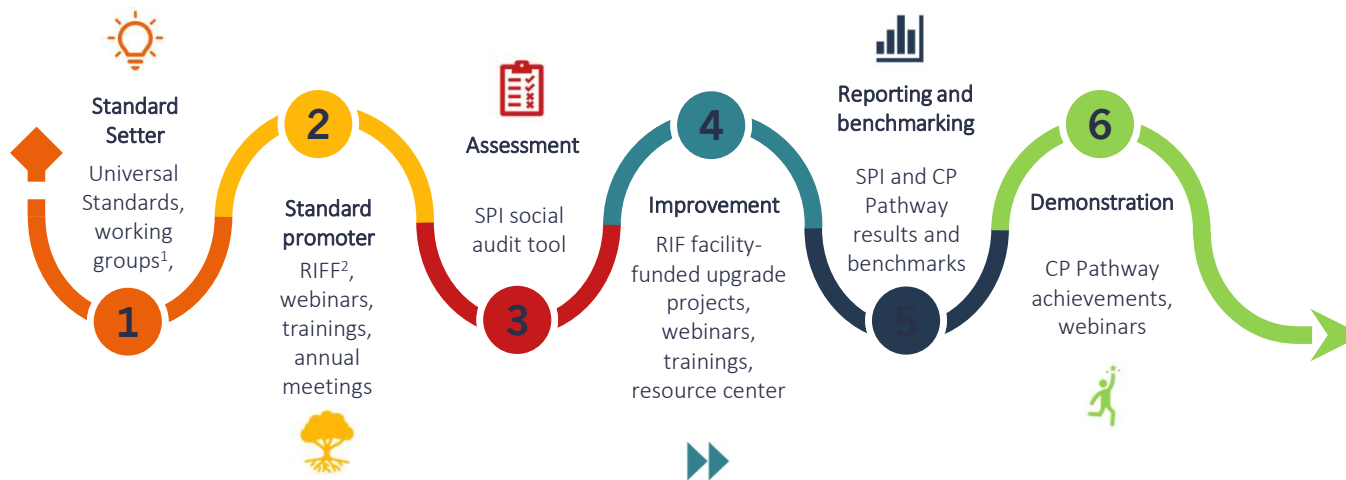 1
Standard
Setter
Universal
Standards,
working
groups¹,
2
Standard
promoter
RIFF²,
webinars,
trainings,
annual
meetings
3
Assessment
SPI social
audit tool
4
Improvement
RIF facility-
funded upgrade
projects,
webinars,
trainings,
resource center
5
Reporting and
benchmarking
SPI and CP
Pathway
results and
benchmarks
6
Demonstration
CP Pathway
achievements,
webinars